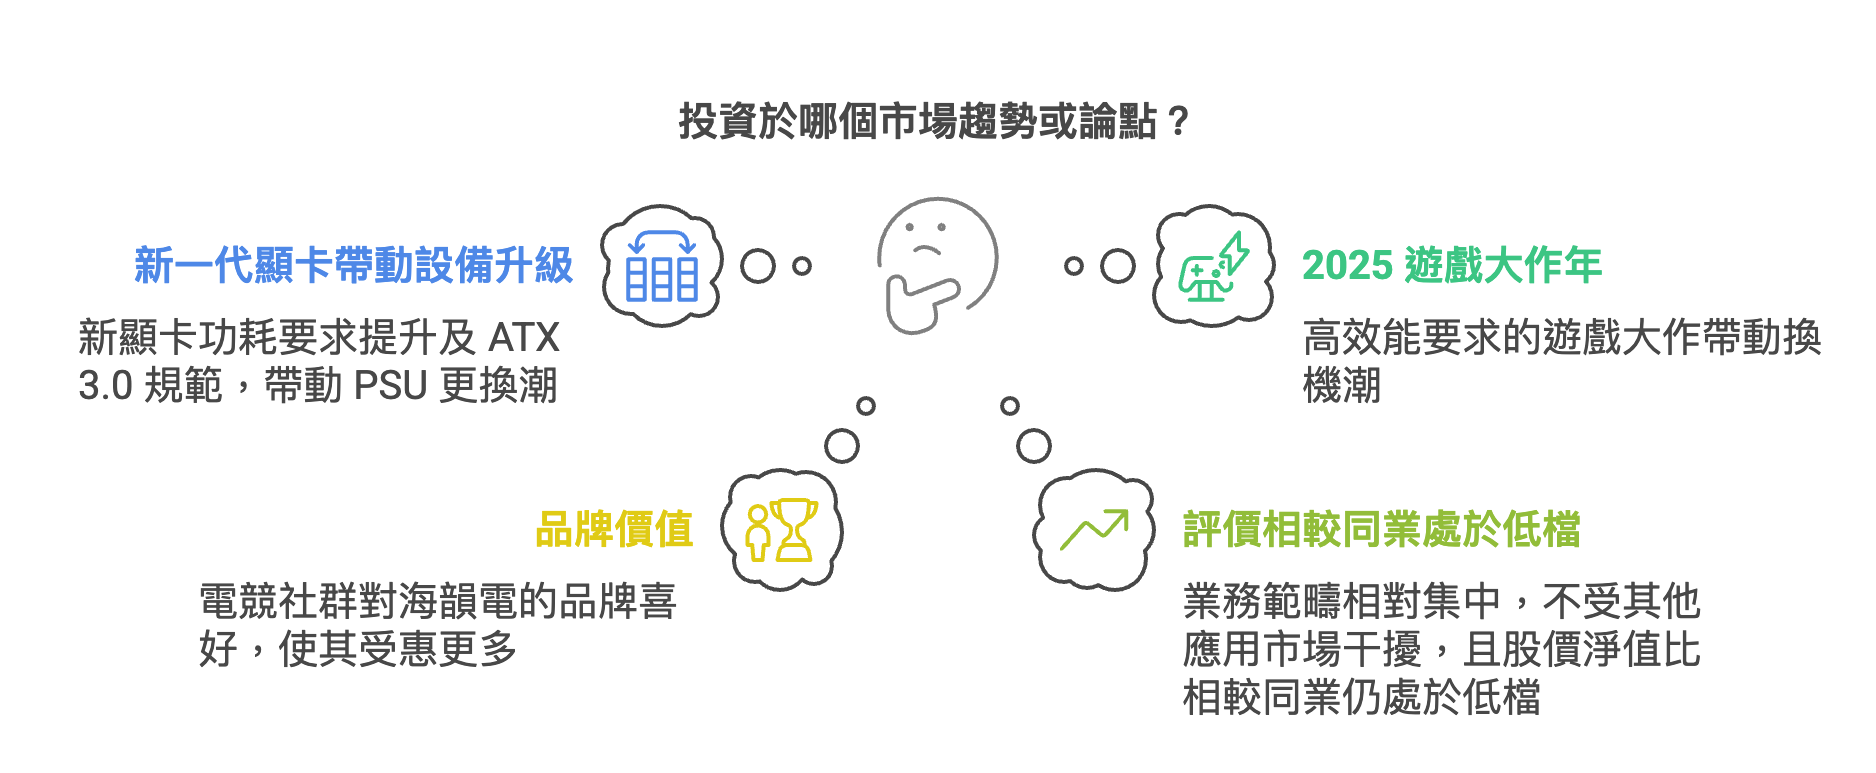 投資於哪個市場趨勢或論點？
新一代顯卡帶動設備升級
新顯卡功耗要求提升及 ATX
3.0 規範，帶動 PSU 更換潮
2025 遊戲大作年
高效能要求的遊戲大作帶動換
機潮
品牌價值
電競社群對海韻電的品牌喜
好，使其受惠更多
評價相較同業處於低檔
業務範疇相對集中，不受其他
應用市場干擾，且股價淨值比
相較同業仍處於低檔